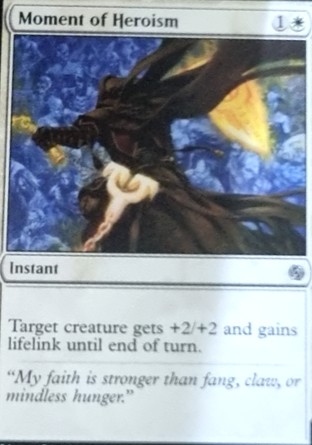 Moment of Heroism 1
Instant
Target creature gets +2/+2 and gains
lifelink until end of turn.
"My faith is stronger than fang, claw, or
mindless hunger."